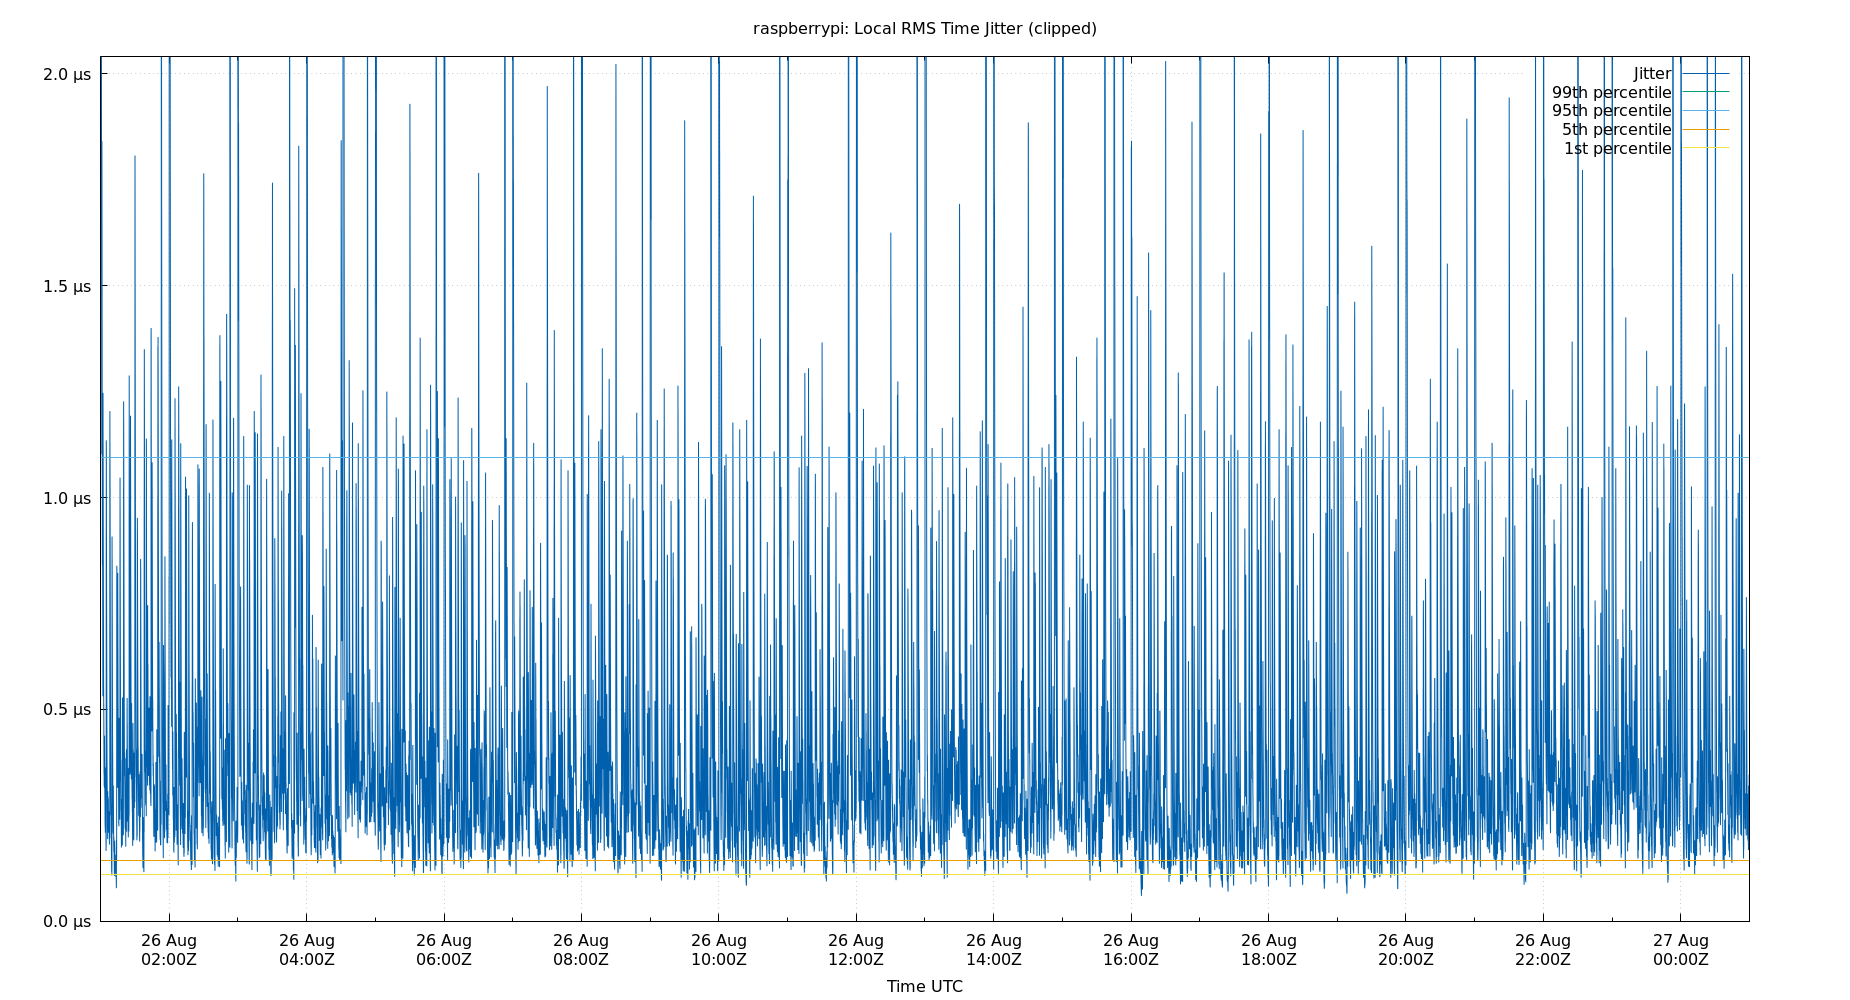 raspberrypi: Local RMS Time Jitter (clipped)
2.0 µs
1.5 µs
1.0 µs
0.5 µs
0.0 µs
Jitter
99th percentile
95th percentile
5th percentile
1st percentile
26 Aug 26 Aug 26 Aug 26 Aug 26 Aug 26 Aug 26 Aug 26 Aug 26 Aug 26 Aug 26 Aug 27 Aug
02:00Z 04:00Z 06:00Z 08:00Z 10:00Z 12:00Z 14:00Z 16:00Z 18:00Z 20:00Z 22:00Z 00:00Z
Time UTC